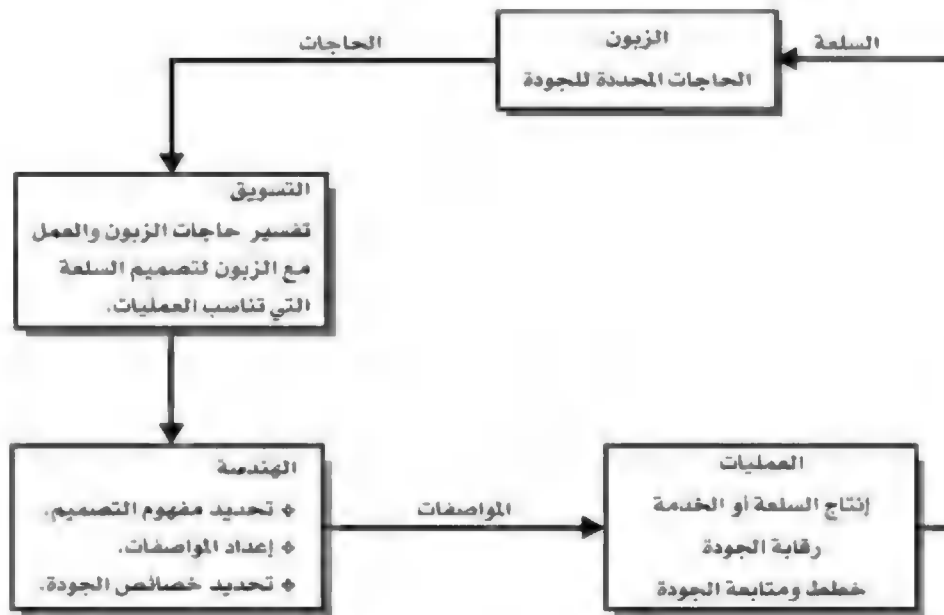 الزبون
الحاجات المحددة للجودة
السلعة
الحاجات
التسويق
تفسير حاجات الزبون والعمل
مع الزبون لتصميم السلعة
التي تناسب العمليات.
الهندسة
❖ تحديد مفهوم التصميم.
❖ إعداد المواصفات.
❖ تحديد خصائص الجودة.
المواصفات
العمليات
إنتاج السلعة أو الخدمة
رقابة الجودة
خطط ومتابعة الجودة